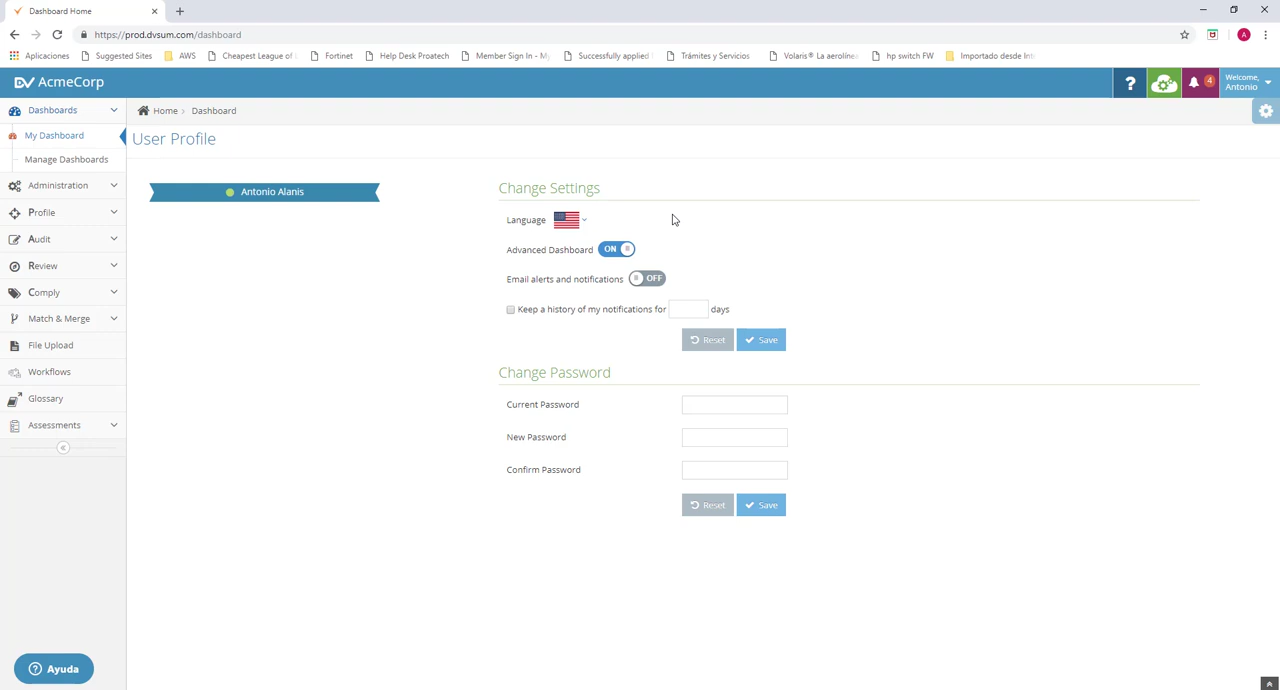 Dashboard Home
https://prod.dvsum.com/dashboard
A
Aplicaciones Suggested Sites AWS Cheapest League of Fortinet Help Desk Proatech Member Sign In - My Successfully applied Trámites y Servicios Volaris® La aerolínea hp switch FW Importado desde Int
DV AcmeCorp
? 4 Welcome, Antonio
Dashboards
My Dashboard
Manage Dashboards
Administration
Profile
Audit
Review
Comply
Match & Merge
File Upload
Workflows
Glossary
Assessments
Ayuda
Home Dashboard
User Profile
Antonio Alanis
Change Settings
Language
Advanced Dashboard ON
Email alerts and notifications OFF
Keep a history of my notifications for days
Reset Save
Change Password
Current Password
New Password
Confirm Password
Reset Save